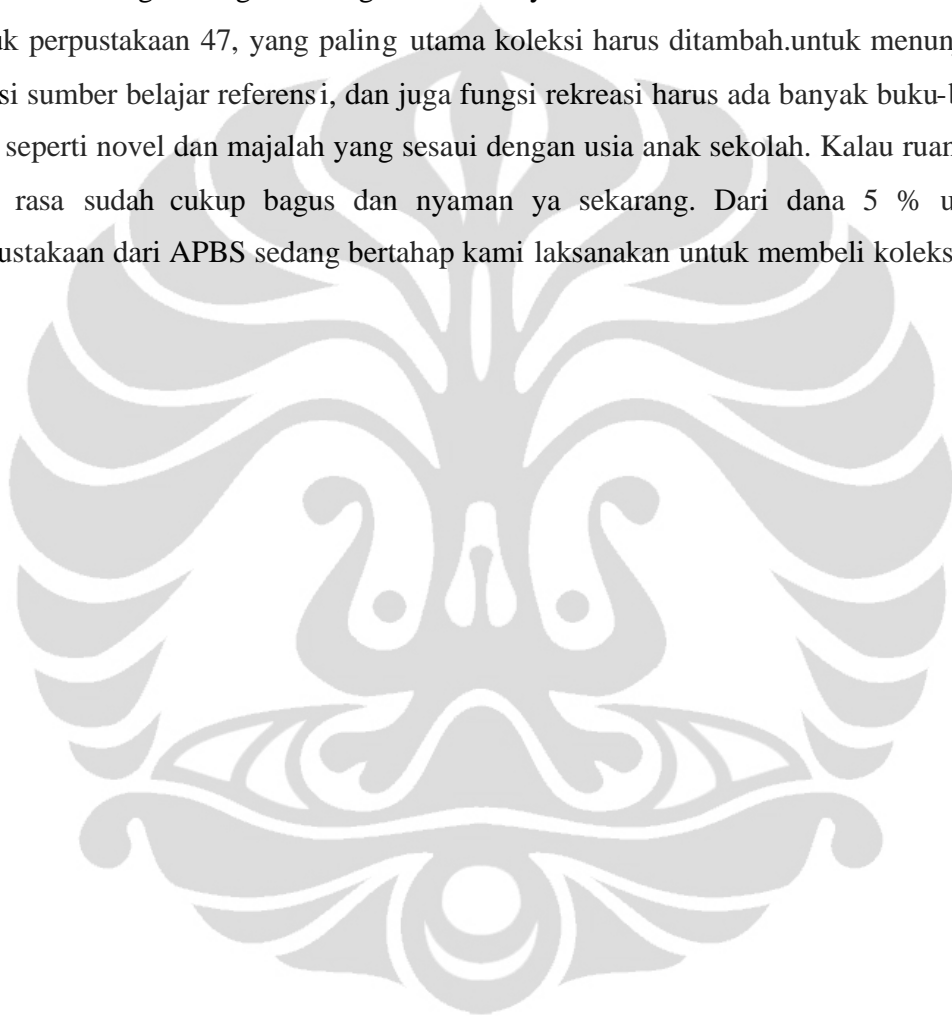 uk perpustakaan 47, yang paling utama koleksi harus ditambah.untuk menun
si sumber belajar referensi, dan juga fungsi rekreasi harus ada banyak buku-b
seperti novel dan majalah yang sesaui dengan usia anak sekolah. Kalau ruan
rasa sudah cukup bagus dan nyaman ya sekarang. Dari dana 5 % u
ustakaan dari APBS sedang bertahap kami laksanakan untuk membeli koleks